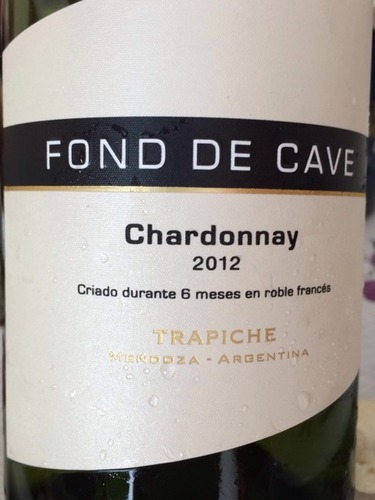 FOND DE CAVE
Chardonnay
2012
Criado durante 6 meses en roble francés
TRAPICHE
MENDOZA - ARGENTINA